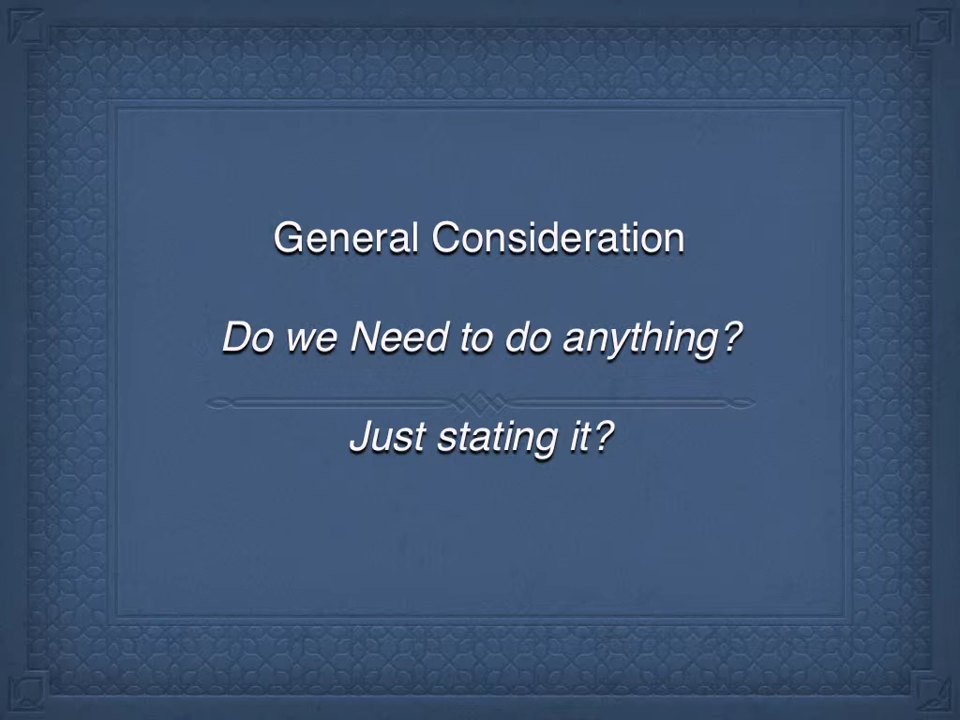 General Consideration
Do we Need to do anything?
Just stating it?